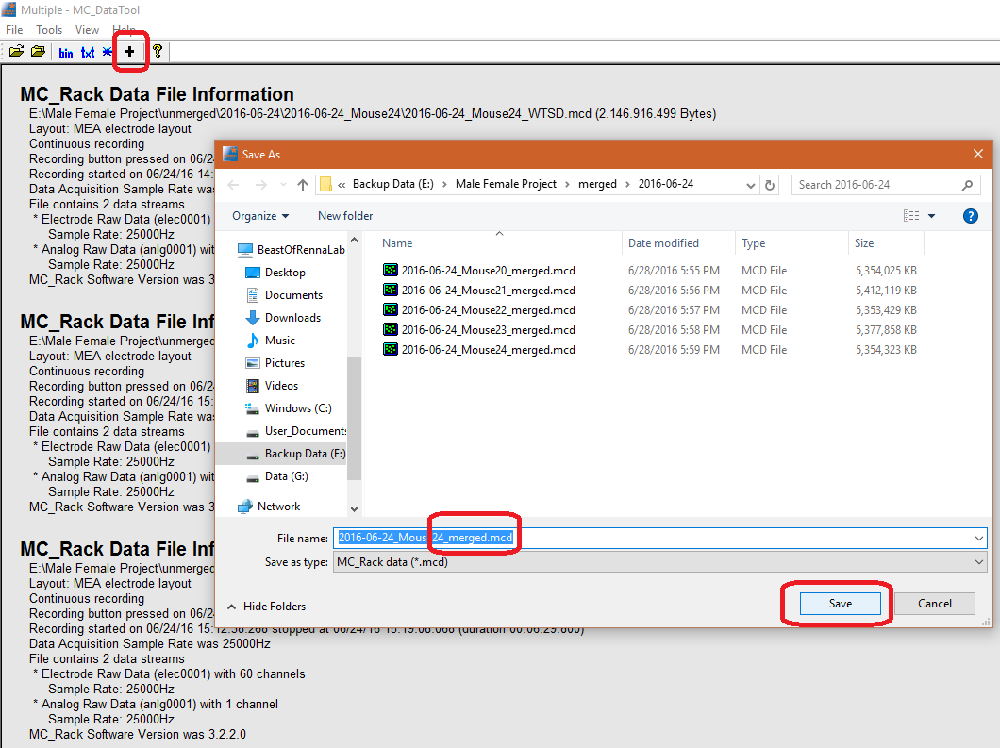 Multiple - MC_DataTool
File Tools View Help
bin txt
MC_Rack Data File Information
E:\Male Female Project\unmerged\2016-06-24\2016-06-24_Mouse24\2016-06-24_Mouse24_WTSD.mcd (2.146.916.499 Bytes)
Layout: MEA electrode layout
Continuous recording
Recording button pressed on 06/24
Recording started on 06/24/16 14:
Data Acquisition Sample Rate was
File contains 2 data streams
* Electrode Raw Data (elec0001)
Sample Rate: 25000Hz
* Analog Raw Data (anlg0001) wit
Sample Rate: 25000Hz
MC_Rack Software Version was 3
MC_Rack Data File Inf
E:\Male Female Project\unmerged
Layout: MEA electrode layout
Continuous recording
Recording button pressed on 06/24
Recording started on 06/24/16 15:
Data Acquisition Sample Rate was
File contains 2 data streams
* Electrode Raw Data (elec0001)
Sample Rate: 25000Hz
* Analog Raw Data (anlg0001) wit
Sample Rate: 25000Hz
MC_Rack Software Version was 3
MC_Rack Data File Inf
E:\Male Female Project\unmerged
Layout: MEA electrode layout
Continuous recording
Recording button pressed on 06/24
Recording started on 06/24/16 15:12:38.268 stopped at 06/24/16 15:19:08.068 (duration 00:06:29.800)
Data Acquisition Sample Rate was 25000Hz
File contains 2 data streams
* Electrode Raw Data (elec0001) with 60 channels
Sample Rate: 25000Hz
* Analog Raw Data (anlg0001) with 1 channel
Sample Rate: 25000Hz
MC_Rack Software Version was 3.2.2.0
Save As
« Backup Data (E:) › Male Female Project › merged › 2016-06-24
Search 2016-06-24
Organize New folder
BeastOfRennaLab
Desktop
Documents
Downloads
Music
Pictures
Videos
Windows (C:)
User_Documents
Backup Data (E:)
Data (G:)
Network
Name Date modified Type Size
2016-06-24_Mouse20_merged.mcd 6/28/2016 5:55 PM MCD File 5,354,025 KB
2016-06-24_Mouse21_merged.mcd 6/28/2016 5:56 PM MCD File 5,412,119 KB
2016-06-24_Mouse22_merged.mcd 6/28/2016 5:57 PM MCD File 5,353,429 KB
2016-06-24_Mouse23_merged.mcd 6/28/2016 5:58 PM MCD File 5,377,858 KB
2016-06-24_Mouse24_merged.mcd 6/28/2016 5:59 PM MCD File 5,354,323 KB
File name: 2016-06-24_Mouse24_merged.mcd
Save as type: MC_Rack data (*.mcd)
Hide Folders
Save Cancel